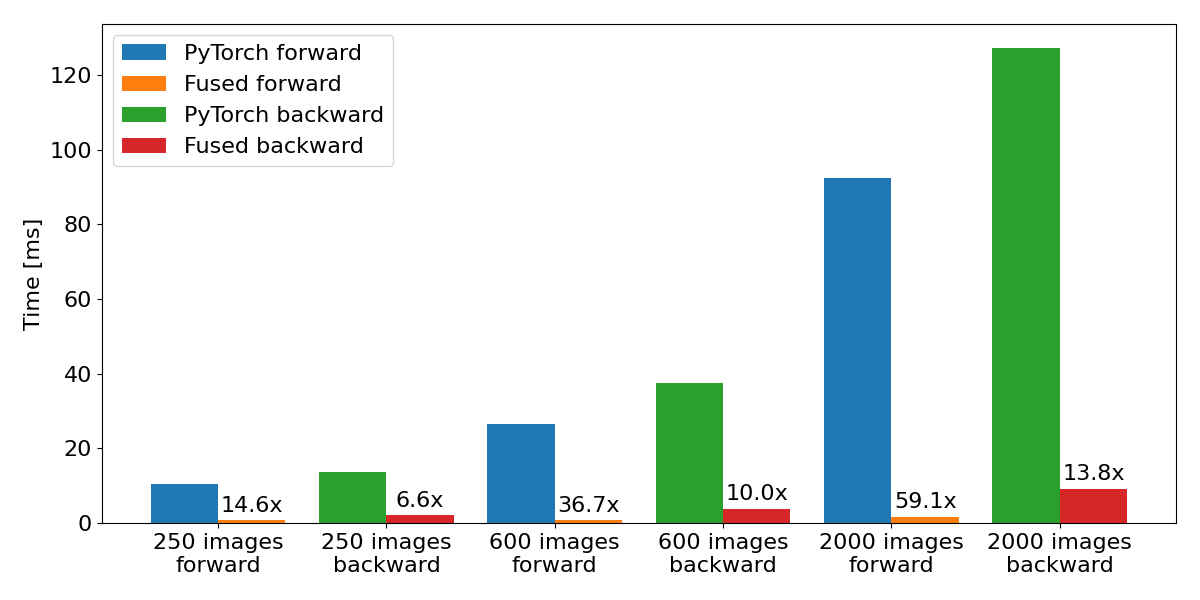 PyTorch forward
Fused forward
PyTorch backward
Fused backward
Time [ms]
120
100
80
60
40
20
0
14.6x
6.6x
36.7x
10.0x
59.1x
13.8x
250 images
forward
250 images
backward
600 images
forward
600 images
backward
2000 images
forward
2000 images
backward